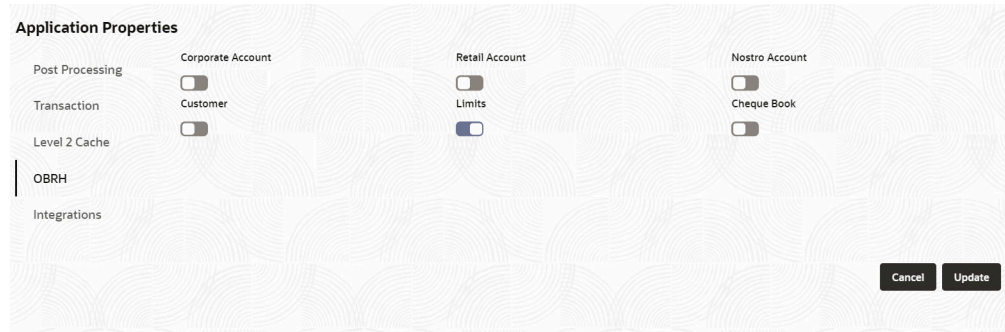 Application Properties
Post Processing
Transaction
Level 2 Cache
OBRH
Integrations
Corporate Account
Retail Account
Nostro Account
Customer
Limits
Cheque Book
Cancel
Update